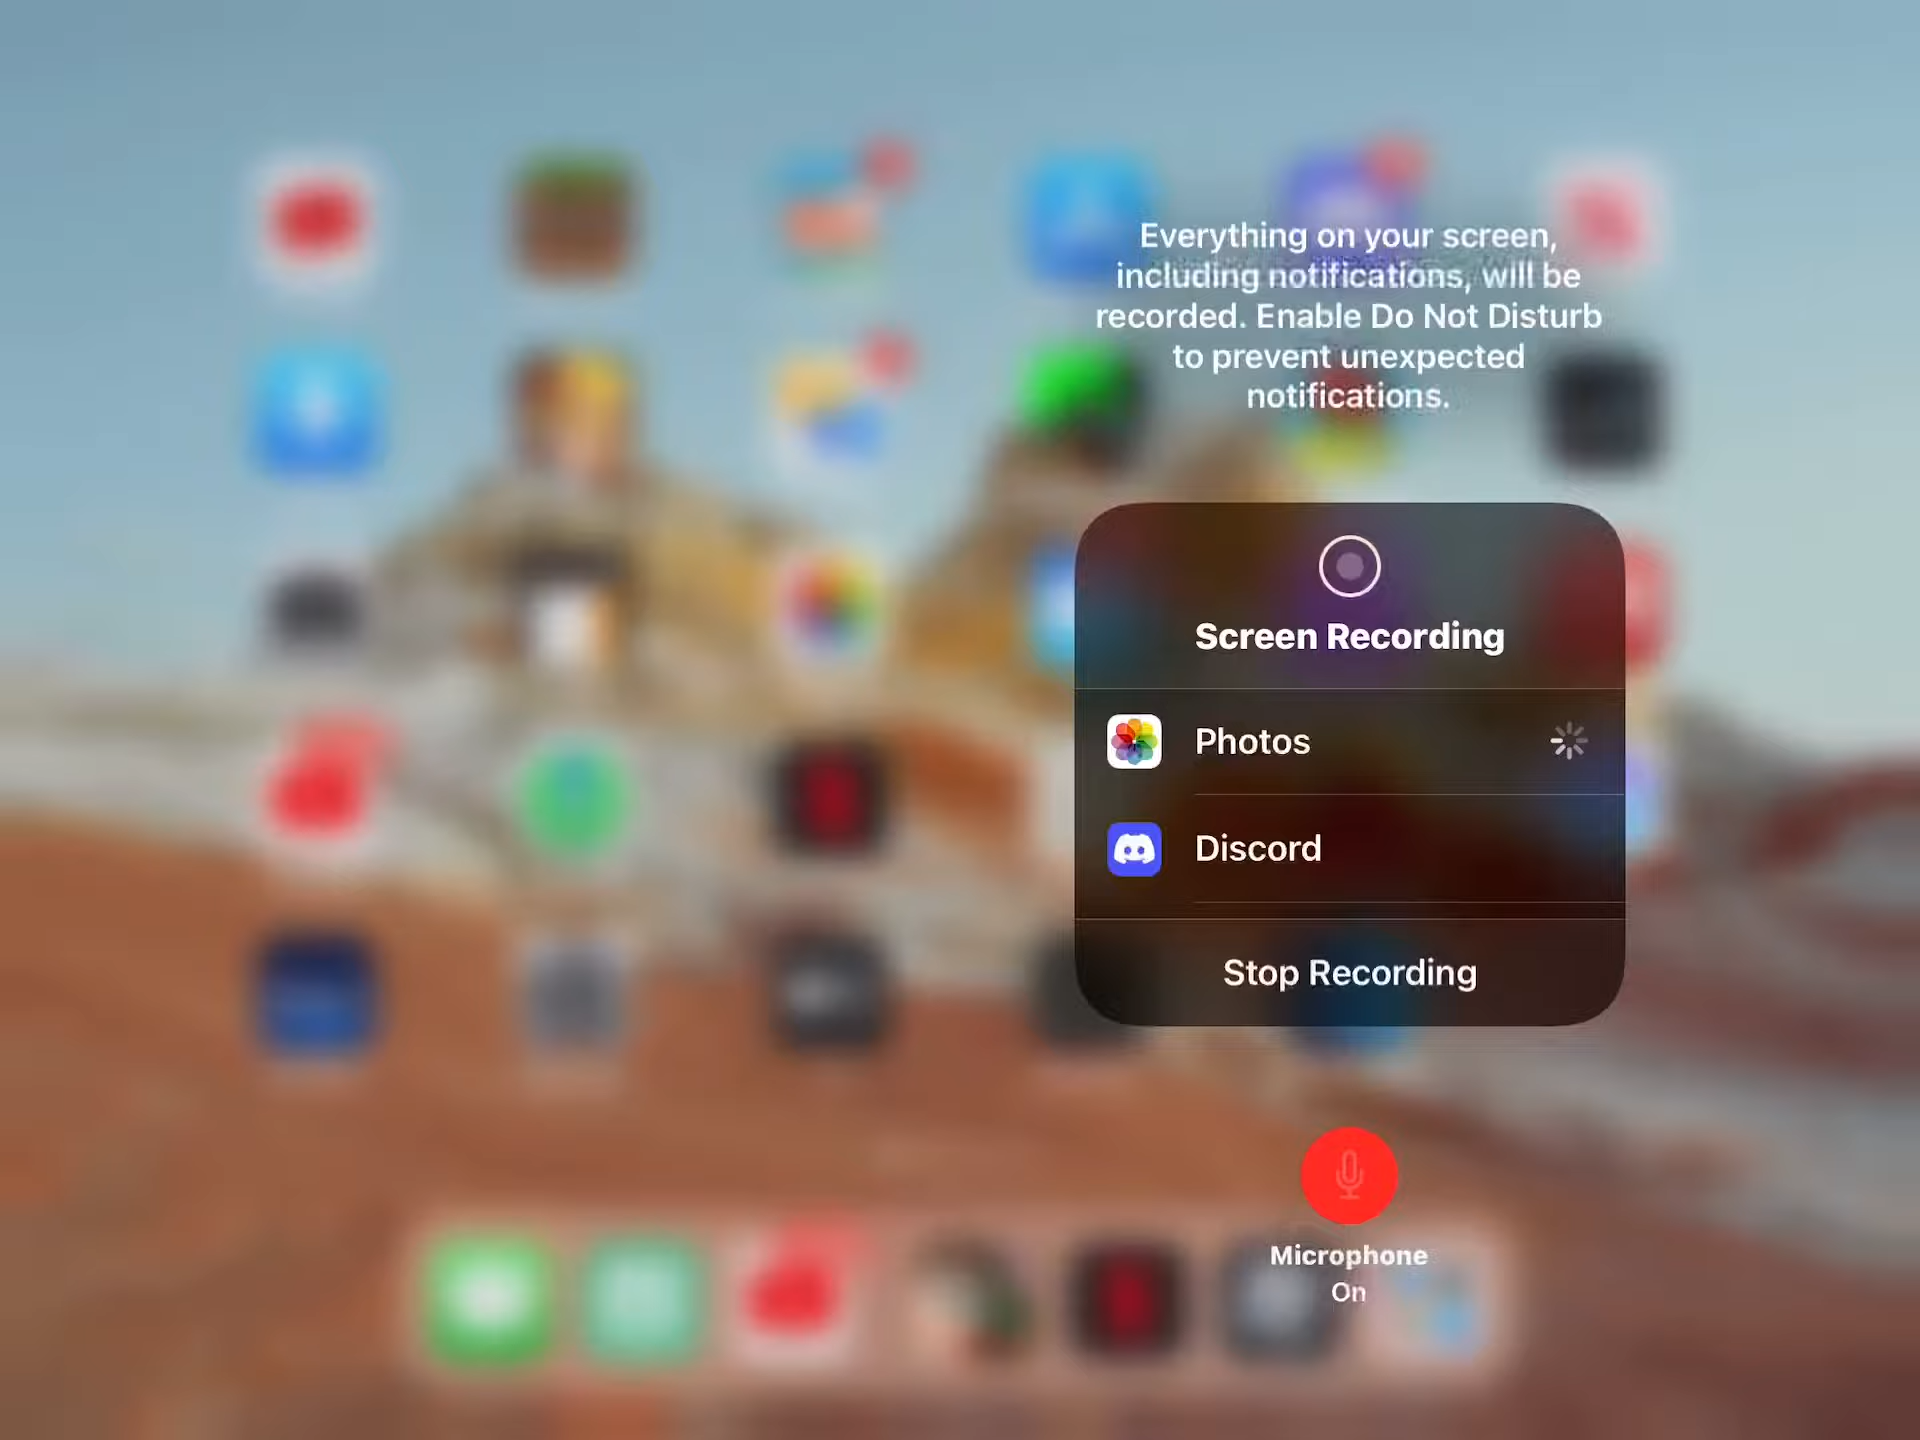 Everything on your screen,
including notifications, will be
recorded. Enable Do Not Disturb
to prevent unexpected
notifications.
Screen Recording
Photos
Discord
Stop Recording
Microphone
On